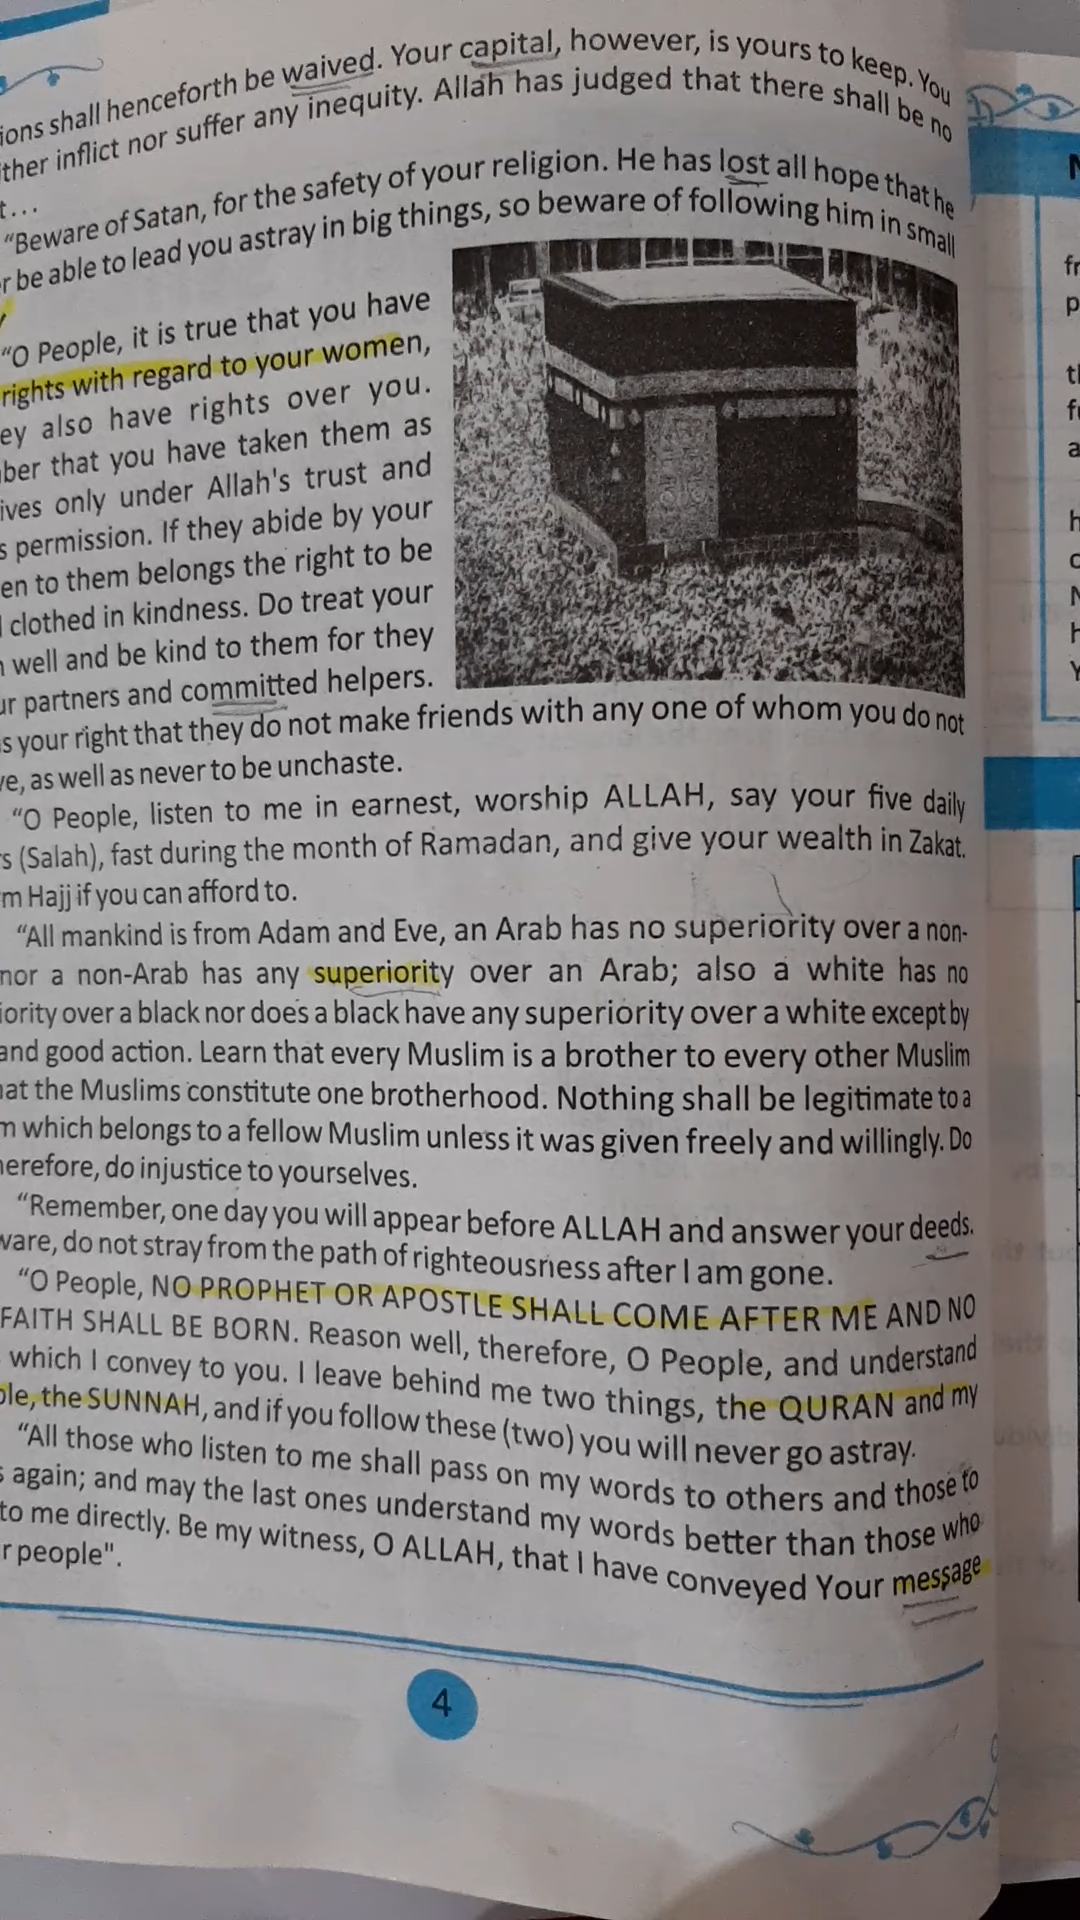 shall henceforth be waived. Your capital, however, is yours to keep. You
inflict nor suffer any inequity. Allah has judged that there shall be no
“Beware of Satan, for the safety of your religion. He has lost all hope that he
be able to lead you astray in big things, so beware of following him in small
“O People, it is true that you have
rights with regard to your women,
also have rights over you.
that you have taken them as
only under Allah's trust and
permission. If they abide by your
to them belongs the right to be
clothed in kindness. Do treat your
well and be kind to them for they
partners and committed helpers.
your right that they do not make friends with any one of whom you do not
as well as never to be unchaste.
“O People, listen to me in earnest, worship ALLAH, say your five daily
(Salah), fast during the month of Ramadan, and give your wealth in Zakat.
Hajj if you can afford to.
“All mankind is from Adam and Eve, an Arab has no superiority over a non-
nor a non-Arab has any superiority over an Arab; also a white has no
over a black nor does a black have any superiority over a white except by
and good action. Learn that every Muslim is a brother to every other Muslim
the Muslims constitute one brotherhood. Nothing shall be legitimate to a
which belongs to a fellow Muslim unless it was given freely and willingly. Do
do injustice to yourselves.
“Remember, one day you will appear before ALLAH and answer your deeds.
do not stray from the path of righteousness after I am gone.
“O People, NO PROPHET OR APOSTLE SHALL COME AFTER ME AND NO
FAITH SHALL BE BORN. Reason well, therefore, O People, and understand
which I convey to you. I leave behind me two things, the QURAN and my
the SUNNAH, and if you follow these (two) you will never go astray.
“All those who listen to me shall pass on my words to others and those to
again; and may the last ones understand my words better than those who
to me directly. Be my witness, O ALLAH, that I have conveyed Your message
people".
4